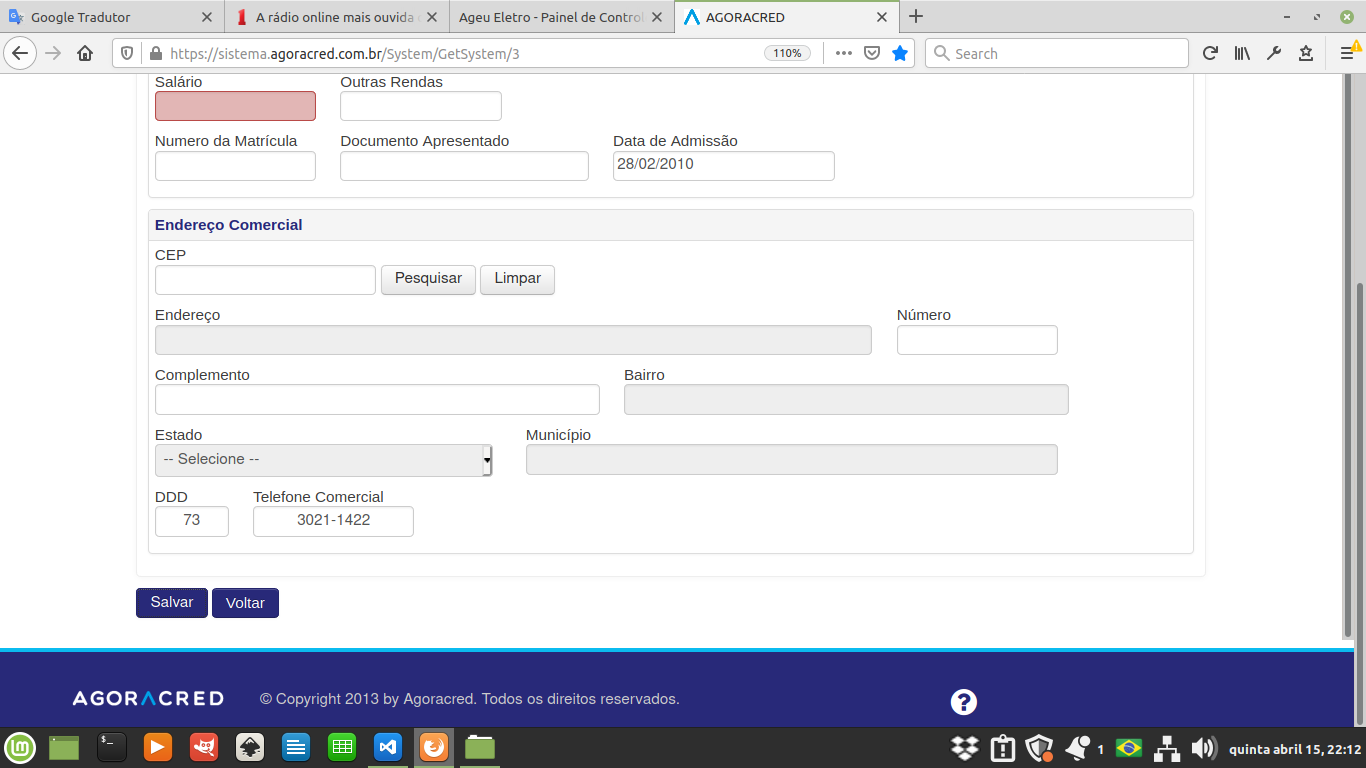 Google Tradutor
A rádio online mais ouvida
Ageu Eletro - Painel de Control
AGORACRED
https://sistema.agoracred.com.br/System/GetSystem/3
110%
Search
Salário
Outras Rendas
Numero da Matrícula
Documento Apresentado
Data de Admissão
28/02/2010
Endereço Comercial
CEP
Pesquisar
Limpar
Endereço
Número
Complemento
Bairro
Estado
Município
-- Selecione --
DDD
Telefone Comercial
73
3021-1422
Salvar
Voltar
AGORACRED
© Copyright 2013 by Agoracred. Todos os direitos reservados.
?
1
quinta abril 15, 22:12